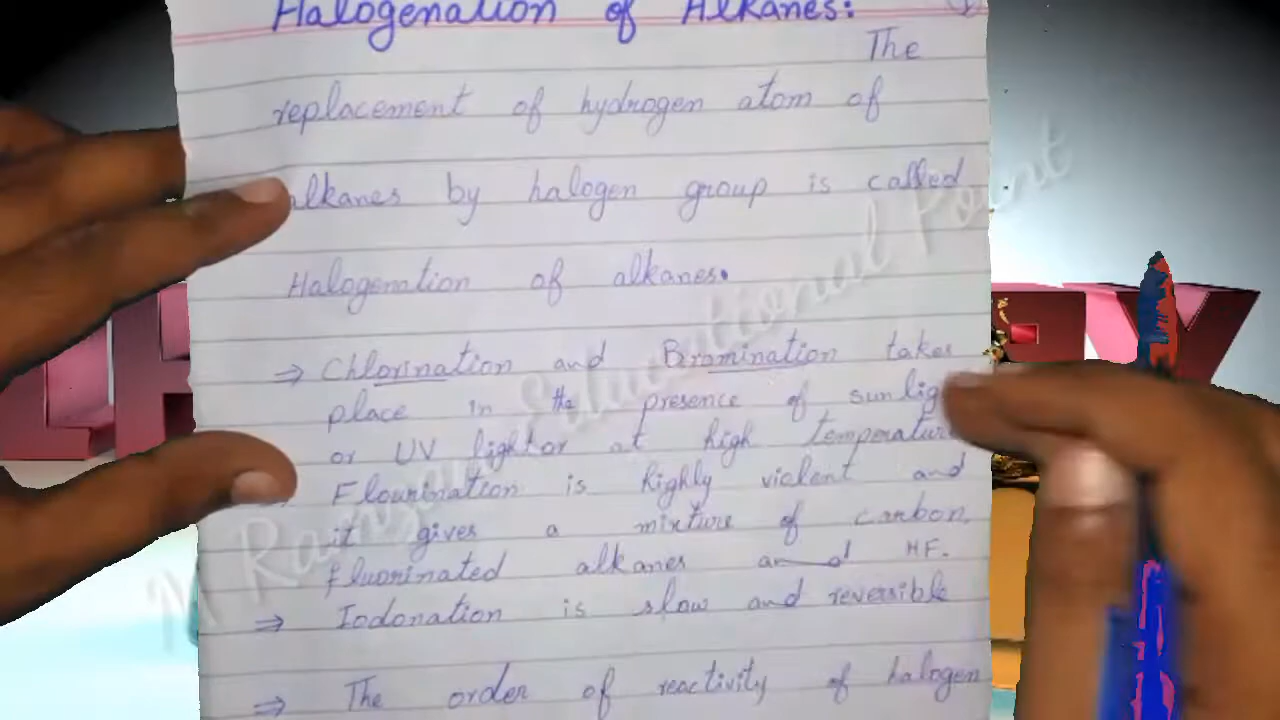 Halogenation of Alkanes:
The
replacement of hydrogen atom of
alkanes by halogen group is called
Halogenation of alkanes.
⇒ Chlorination and Bromination takes
place in the presence of sunlig
or UV light or at high temperature
Flourination is highly violent and
it gives a mixture of carbon,
fluorinated alkanes and HF.
⇒ Iodonation is slow and reversible
⇒ The order of reactivity of halogen
Educational Point